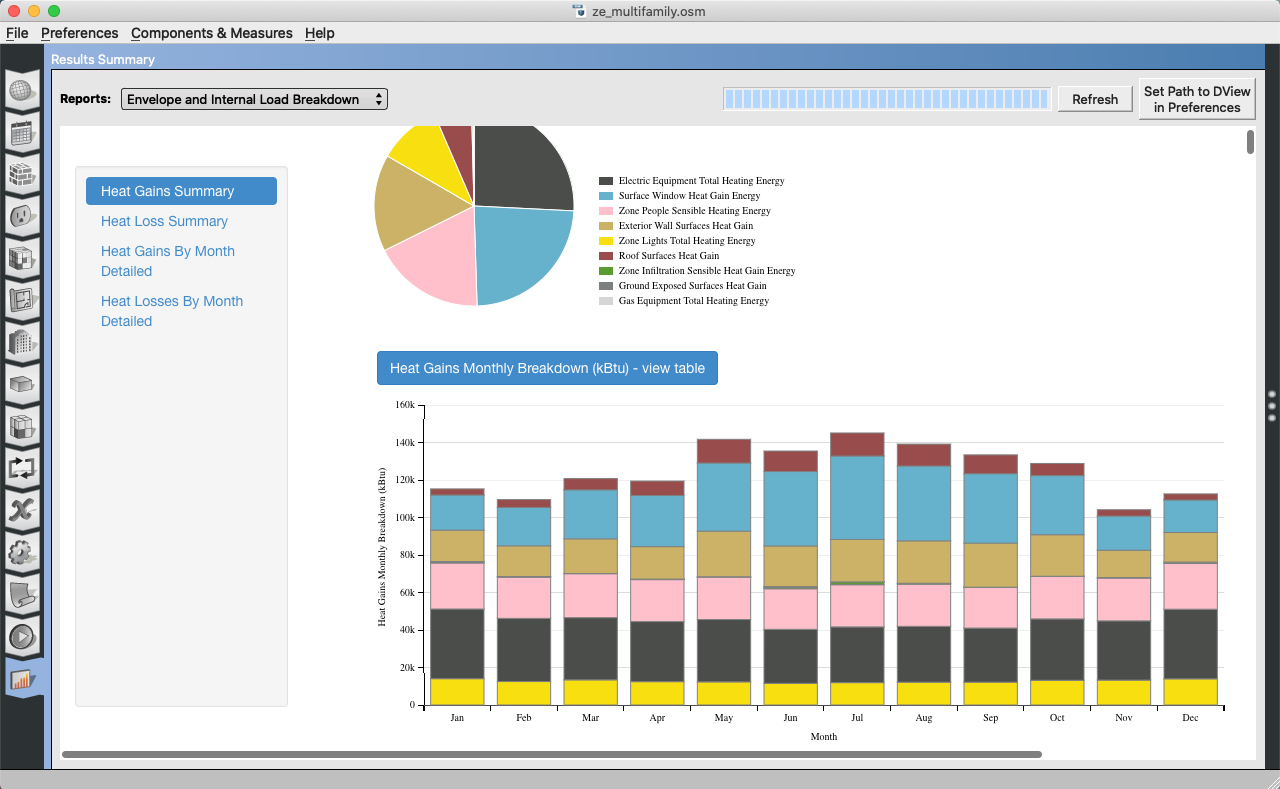 ze_multifamily.osm
File Preferences Components & Measures Help
Results Summary
Reports: Envelope and Internal Load Breakdown
Refresh
Set Path to DView
in Preferences
Heat Gains Summary
Heat Loss Summary
Heat Gains By Month
Detailed
Heat Losses By Month
Detailed
Electric Equipment Total Heating Energy
Surface Window Heat Gain Energy
Zone People Sensible Heating Energy
Exterior Wall Surfaces Heat Gain
Zone Lights Total Heating Energy
Roof Surfaces Heat Gain
Zone Infiltration Sensible Heat Gain Energy
Ground Exposed Surfaces Heat Gain
Gas Equipment Total Heating Energy
Heat Gains Monthly Breakdown (kBtu) - view table
Heat Gains Monthly Breakdown (kBtu)
160k
140k
120k
100k
80k
60k
40k
20k
0
Jan Feb Mar Apr May Jun Jul Aug Sep Oct Nov Dec
Month